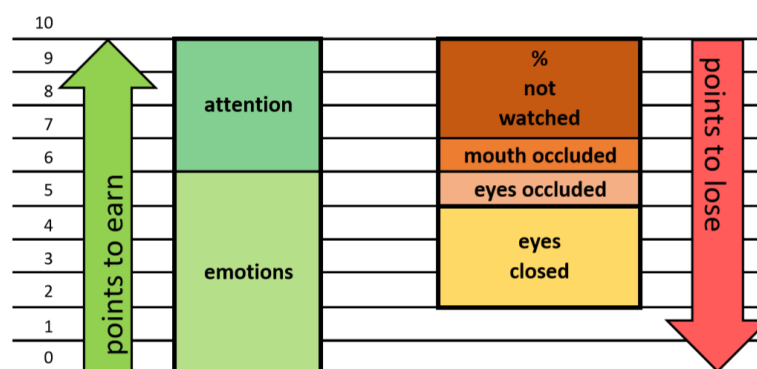 10
9
8
7
6
5
4
3
2
1
0
points to earn
attention
emotions
%
not
watched
mouth occluded
eyes occluded
eyes
closed
points to lose